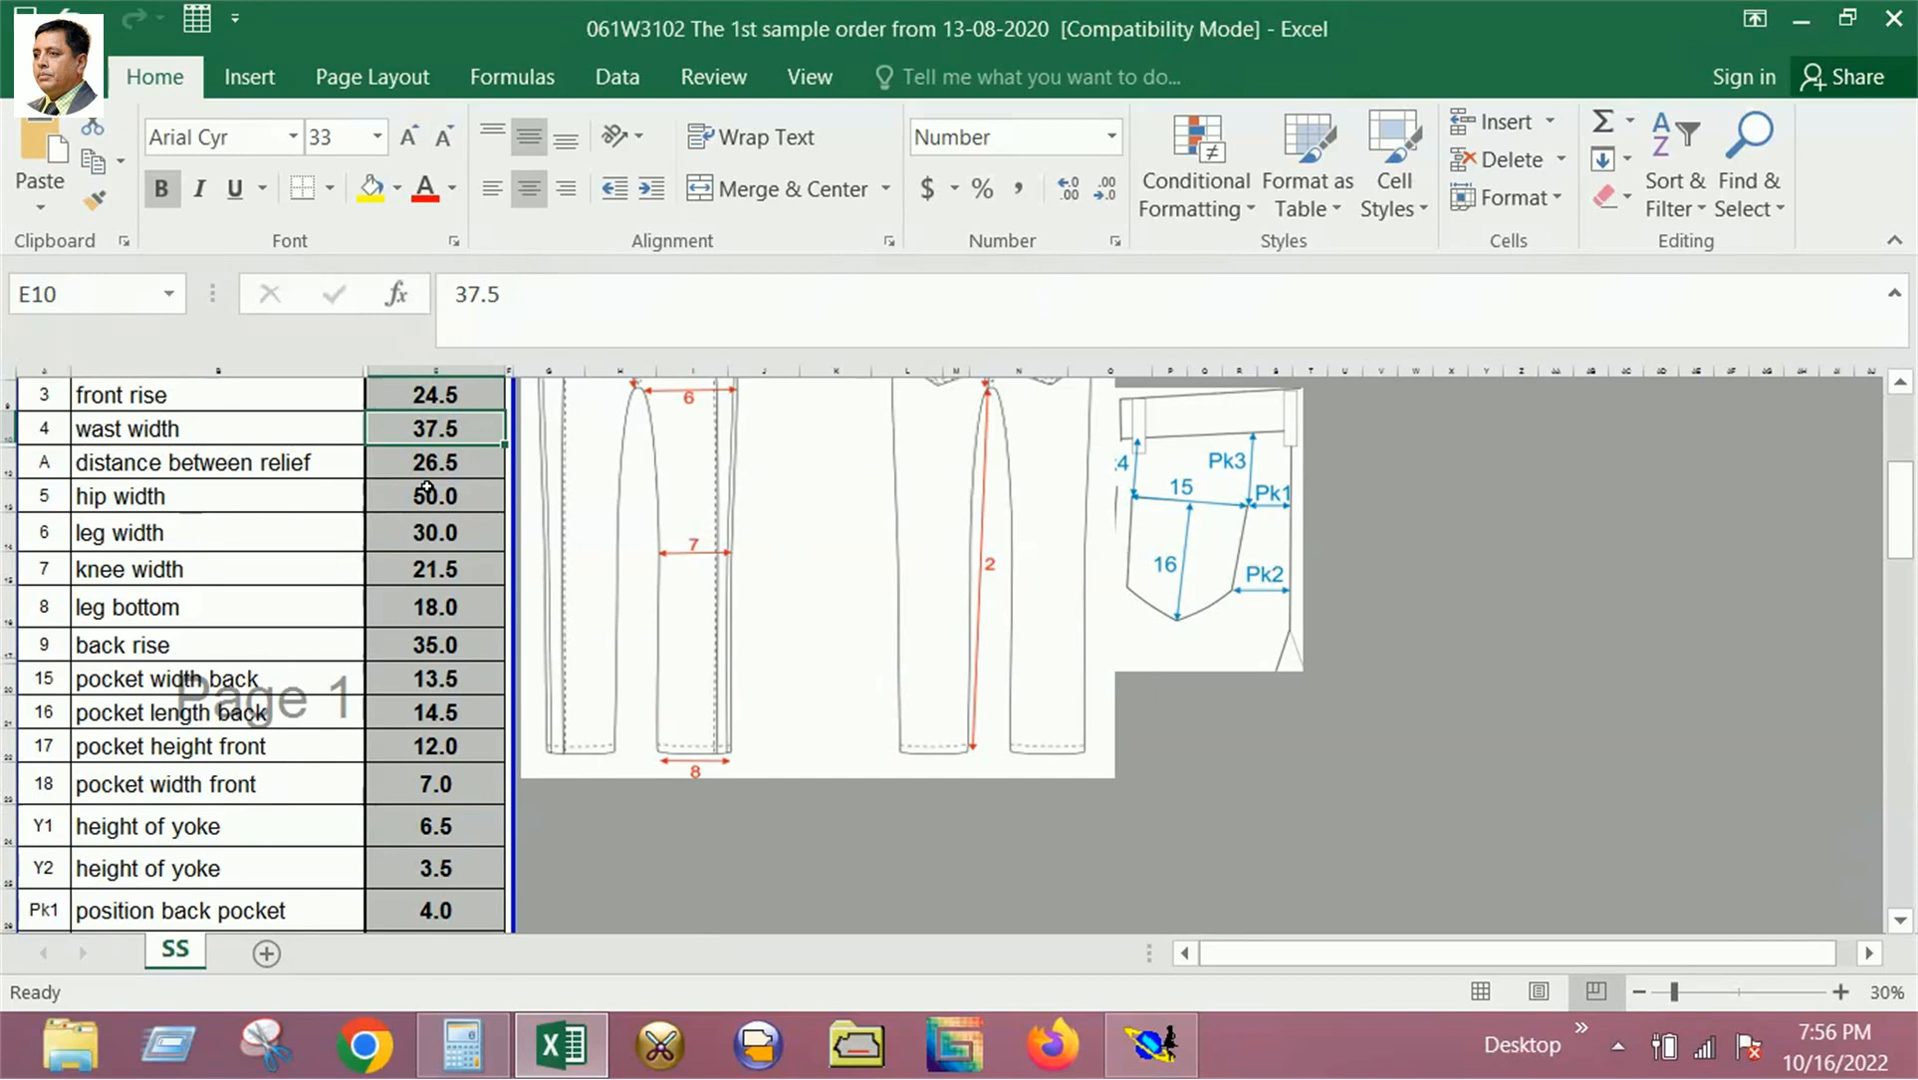 061W3102 The 1st sample order from 13-08-2020 [Compatibility Mode] - Excel
Home Insert Page Layout Formulas Data Review View Tell me what you want to do... Sign in Share
Paste
Clipboard
Arial Cyr 33
B I U
Font
Wrap Text
Merge & Center
Alignment
Number
$ % , .00 .0
Number
Conditional Formatting
Format as Table
Cell Styles
Styles
Insert
Delete
Format
Cells
Sort & Filter
Find & Select
Editing
E10 fx 37.5
3 front rise 24.5
4 wast width 37.5
A distance between relief 26.5
5 hip width 50.0
6 leg width 30.0
7 knee width 21.5
8 leg bottom 18.0
9 back rise 35.0
15 pocket width back 13.5
16 pocket length back 14.5
17 pocket height front 12.0
18 pocket width front 7.0
Y1 height of yoke 6.5
Y2 height of yoke 3.5
Pk1 position back pocket 4.0
Page 1
6
7
8
2
4
Pk3
15
Pk1
16
Pk2
SS
Ready
30%
Desktop
7:56 PM
10/16/2022